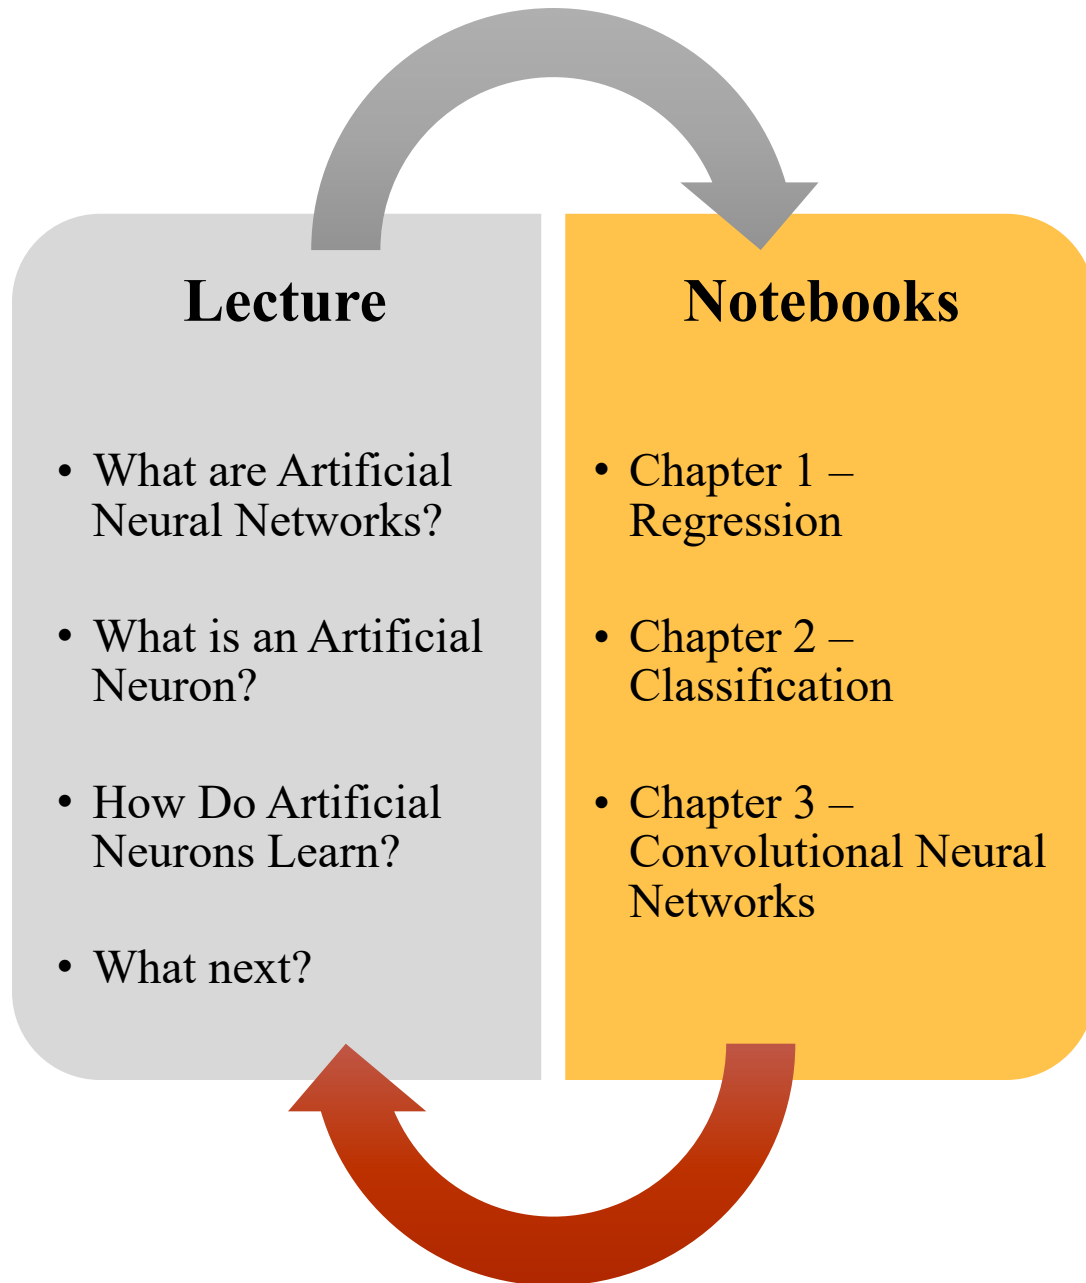 Lecture
• What are Artificial
Neural Networks?
• What is an Artificial
Neuron?
• How Do Artificial
Neurons Learn?
• What next?
Notebooks
• Chapter 1 –
Regression
• Chapter 2 –
Classification
• Chapter 3 –
Convolutional Neural
Networks